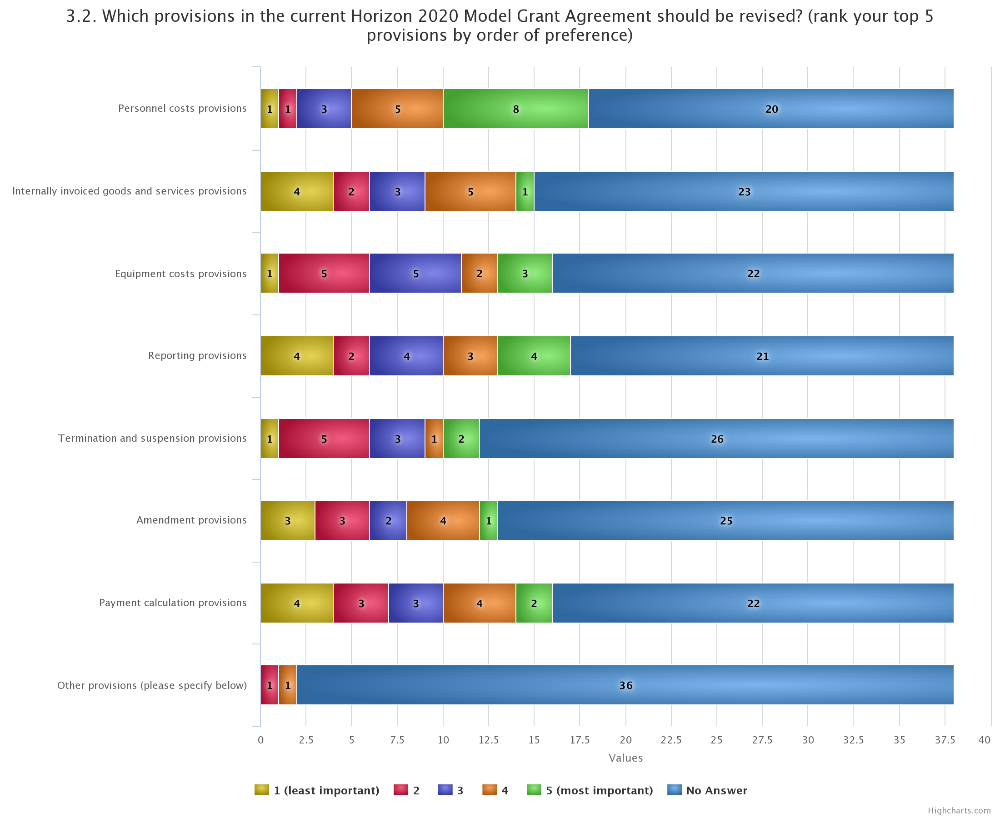 3.2. Which provisions in the current Horizon 2020 Model Grant Agreement should be revised? (rank your top 5
provisions by order of preference)
Personnel costs provisions
1 1 3 5 8 20
Internally invoiced goods and services provisions
4 2 3 5 1 23
Equipment costs provisions
1 5 5 2 3 22
Reporting provisions
4 2 4 3 4 21
Termination and suspension provisions
1 5 3 1 2 26
Amendment provisions
3 3 2 4 1 25
Payment calculation provisions
4 3 3 4 2 22
Other provisions (please specify below)
1 1 36
0 2.5 5 7.5 10 12.5 15 17.5 20 22.5 25 27.5 30 32.5 35 37.5 40
Values
1 (least important) 2 3 4 5 (most important) No Answer
Highcharts.com